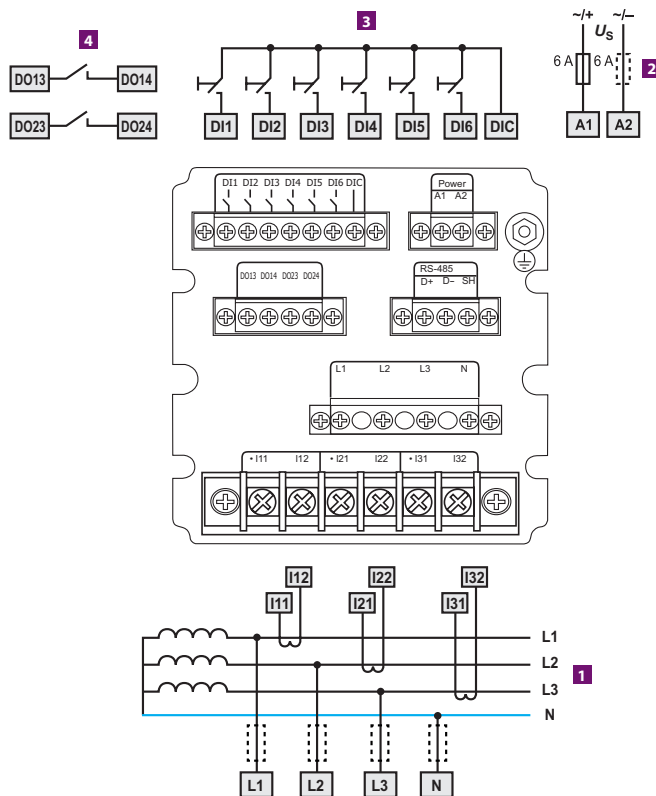 4
3
~/+ ~/–
U_S
6 A 6 A
2
DO13 DO14
DO23 DO24
DI1 DI2 DI3 DI4 DI5 DI6 DIC
A1 A2
DI1 DI2 DI3 DI4 DI5 DI6 DIC
Power
A1 A2
DO13 DO14 DO23 DO24
RS-485
D+ D– SH
L1 L2 L3 N
• I11 I12 • I21 I22 • I31 I32
I12 I22 I32
I11 I21 I31
L1
L2
1
L3
N
L1 L2 L3 N